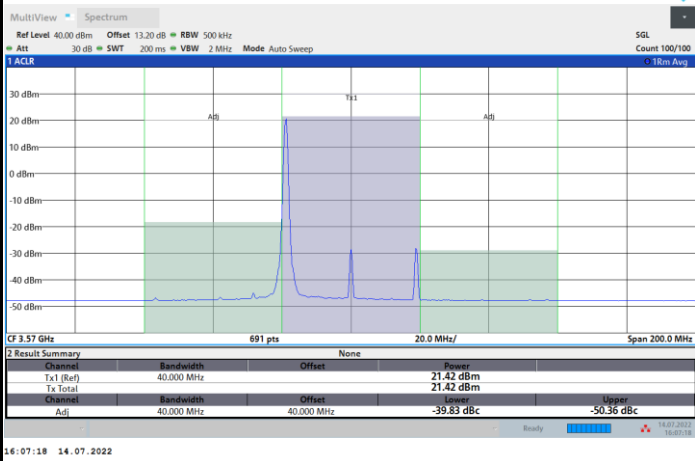 MultiView Spectrum
Ref Level 40.00 dBm Offset 13.20 dB RBW 500 kHz SGL
Att 30 dB SWT 200 ms VBW 2 MHz Mode Auto Sweep Count 100/100
1 ACLR 1Rm Avg
30 dBm
Tx1
20 dBm Adj Adj
10 dBm
0 dBm
-10 dBm
-20 dBm
-30 dBm
-40 dBm
-50 dBm
CF 3.57 GHz 691 pts 20.0 MHz/ Span 200.0 MHz
2 Result Summary None
Channel Bandwidth Offset Power
Tx1 (Ref) 40.000 MHz 21.42 dBm
Tx Total 21.42 dBm
Channel Bandwidth Offset Lower Upper
Adj 40.000 MHz 40.000 MHz -39.83 dBc -50.36 dBc
Ready 14.07.2022
16:07:18
16:07:18 14.07.2022